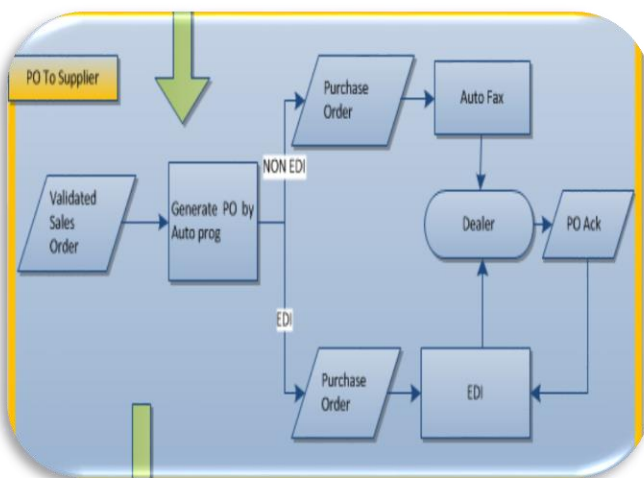 PO To Supplier
Purchase
Order
Auto Fax
NON EDI
Validated
Sales
Order
Generate PO by
Auto prog
Dealer
PO Ack
EDI
Purchase
Order
EDI